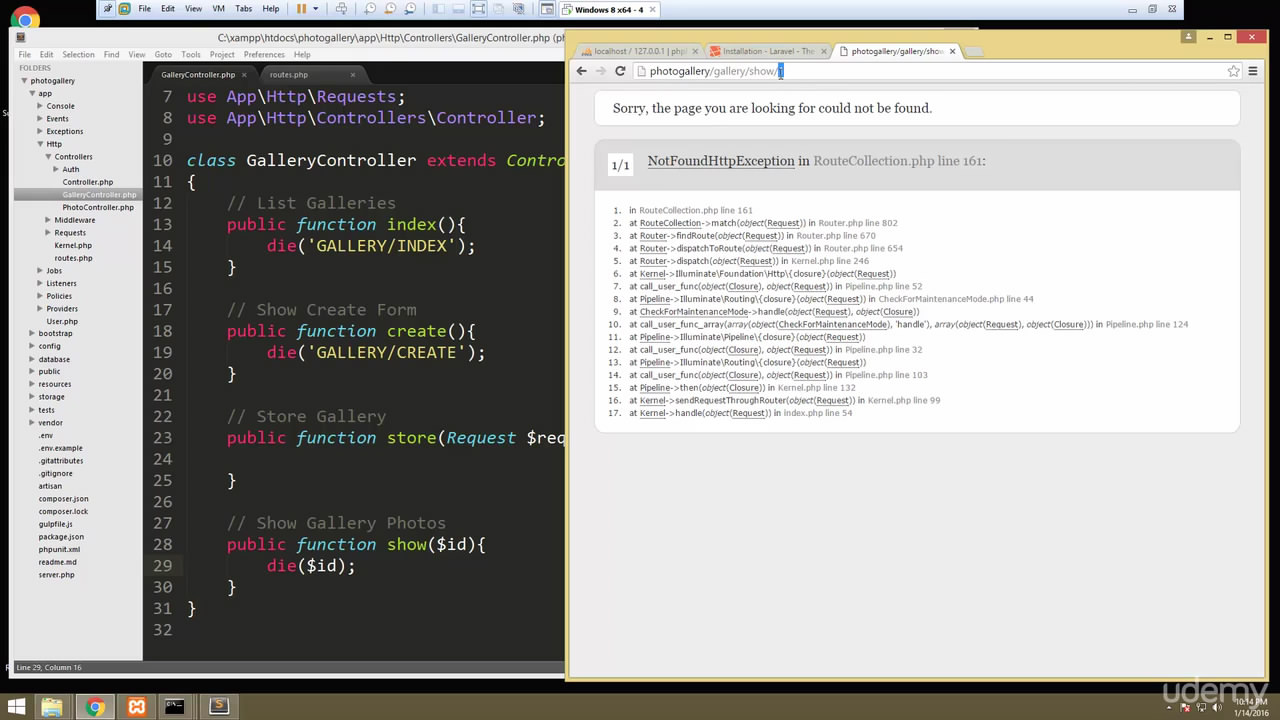 File Edit View VM Tabs Help
Windows 8 x64 - 4
C:\xampp\htdocs\photogallery\app\Http\Controllers\GalleryController.php
File Edit Selection Find View Goto Tools Project Preferences Help
FOLDERS
photogallery
app
Console
Events
Exceptions
Http
Controllers
Auth
Controller.php
GalleryController.php
PhotoController.php
Middleware
Requests
Kernel.php
routes.php
Jobs
Listeners
Policies
Providers
User.php
bootstrap
config
database
public
resources
storage
tests
vendor
.env
.env.example
.gitattributes
.gitignore
artisan
composer.json
composer.lock
gulpfile.js
package.json
phpunit.xml
readme.md
server.php
GalleryController.php
routes.php
7 use App\Http\Requests;
8 use App\Http\Controllers\Controller;
9
10 class GalleryController extends Contro
11 {
12 // List Galleries
13 public function index(){
14 die('GALLERY/INDEX');
15 }
16
17 // Show Create Form
18 public function create(){
19 die('GALLERY/CREATE');
20 }
21
22 // Store Gallery
23 public function store(Request $req
24
25 }
26
27 // Show Gallery Photos
28 public function show($id){
29 die($id);
30 }
31 }
32
Line 29, Column 16
localhost / 127.0.0.1 | ph
Installation - Laravel - The
photogallery/gallery/show
photogallery/gallery/show/1
Sorry, the page you are looking for could not be found.
1/1 NotFoundHttpException in RouteCollection.php line 161:
1. in RouteCollection.php line 161
2. at RouteCollection->match(object(Request)) in Router.php line 802
3. at Router->findRoute(object(Request)) in Router.php line 670
4. at Router->dispatchToRoute(object(Request)) in Router.php line 654
5. at Router->dispatch(object(Request)) in Kernel.php line 246
6. at Kernel->Illuminate\Foundation\Http\{closure}(object(Request))
7. at call_user_func(object(Closure), object(Request)) in Pipeline.php line 52
8. at Pipeline->Illuminate\Routing\{closure}(object(Request)) in CheckForMaintenanceMode.php line 44
9. at CheckForMaintenanceMode->handle(object(Request), object(Closure))
10. at call_user_func_array(array(object(CheckForMaintenanceMode), 'handle'), array(object(Request), object(Closure))) in Pipeline.php line 124
11. at Pipeline->Illuminate\Pipeline\{closure}(object(Request))
12. at call_user_func(object(Closure), object(Request)) in Pipeline.php line 32
13. at Pipeline->Illuminate\Routing\{closure}(object(Request))
14. at call_user_func(object(Closure), object(Request)) in Pipeline.php line 103
15. at Pipeline->then(object(Closure)) in Kernel.php line 132
16. at Kernel->sendRequestThroughRouter(object(Request)) in Kernel.php line 99
17. at Kernel->handle(object(Request)) in index.php line 54
udemy
10:14 PM
1/14/2016